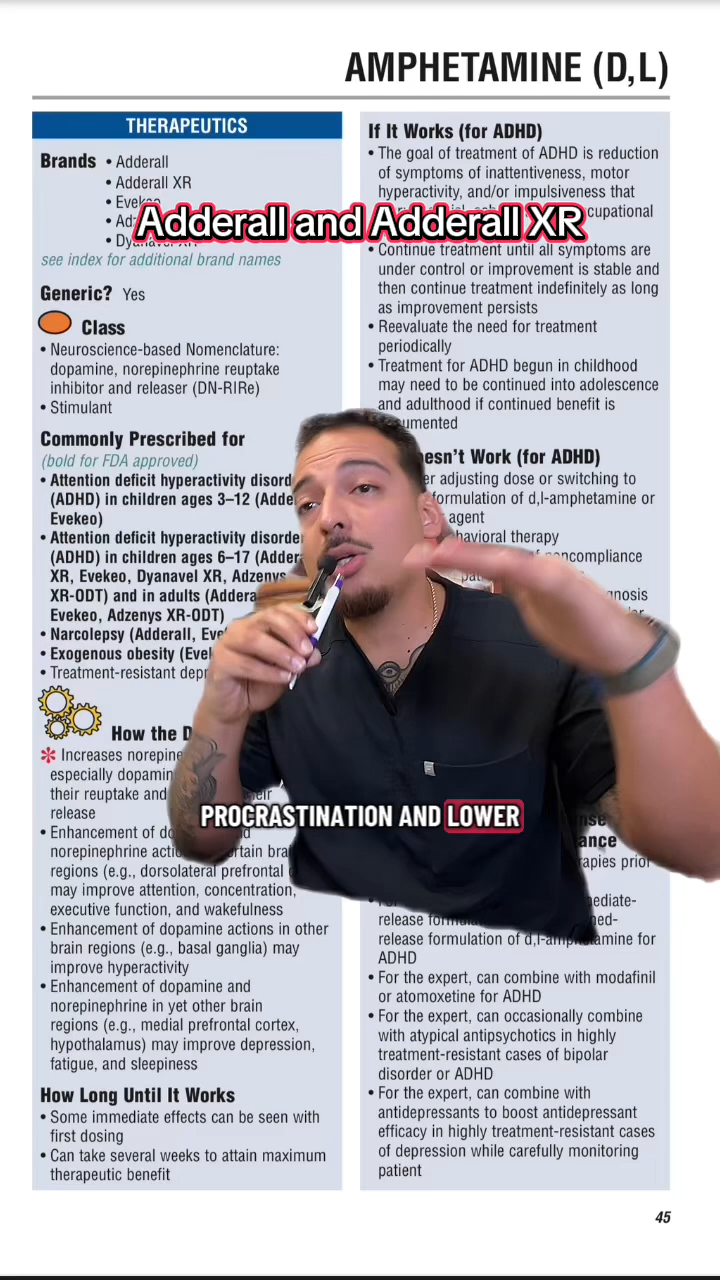 AMPHETAMINE (D,L)
THERAPEUTICS
Brands • Adderall
• Adderall XR
• Evekeo
Adderall and Adderall XR
see index for additional brand names
Generic? Yes
Class
• Neuroscience-based Nomenclature:
dopamine, norepinephrine reuptake
inhibitor and releaser (DN-RIRe)
• Stimulant
Commonly Prescribed for
(bold for FDA approved)
• Attention deficit hyperactivity
(ADHD) in children ages 3–12
Evekeo)
• Attention deficit hyperactivity
(ADHD) in children ages 6–17
XR, Evekeo, Dyanavel XR, Adzenys
XR-ODT) and in adults
Evekeo, Adzenys XR-ODT)
• Narcolepsy (Adderall,
• Exogenous obesity
• Treatment-resistant
How the
* Increases
especially
their reuptake and
release
• Enhancement of
norepinephrine
regions (e.g., dorsolateral prefrontal
may improve attention, concentration,
executive function, and wakefulness
• Enhancement of dopamine actions in other
brain regions (e.g., basal ganglia) may
improve hyperactivity
• Enhancement of dopamine and
norepinephrine in yet other brain
regions (e.g., medial prefrontal cortex,
hypothalamus) may improve depression,
fatigue, and sleepiness
How Long Until It Works
• Some immediate effects can be seen with
first dosing
• Can take several weeks to attain maximum
therapeutic benefit
If It Works (for ADHD)
• The goal of treatment of ADHD is reduction
of symptoms of inattentiveness, motor
hyperactivity, and/or impulsiveness that
• Continue treatment until all symptoms are
under control or improvement is stable and
then continue treatment indefinitely as long
as improvement persists
• Reevaluate the need for treatment
periodically
• Treatment for ADHD begun in childhood
may need to be continued into adolescence
and adulthood if continued benefit is
Work (for ADHD)
adjusting dose or switching to
formulation of d,l-amphetamine or
agent
therapy
noncompliance
PROCRASTINATION AND LOWER
prior
release
release formulation of d,l-amphetamine for
ADHD
• For the expert, can combine with modafinil
or atomoxetine for ADHD
• For the expert, can occasionally combine
with atypical antipsychotics in highly
treatment-resistant cases of bipolar
disorder or ADHD
• For the expert, can combine with
antidepressants to boost antidepressant
efficacy in highly treatment-resistant cases
of depression while carefully monitoring
patient
45